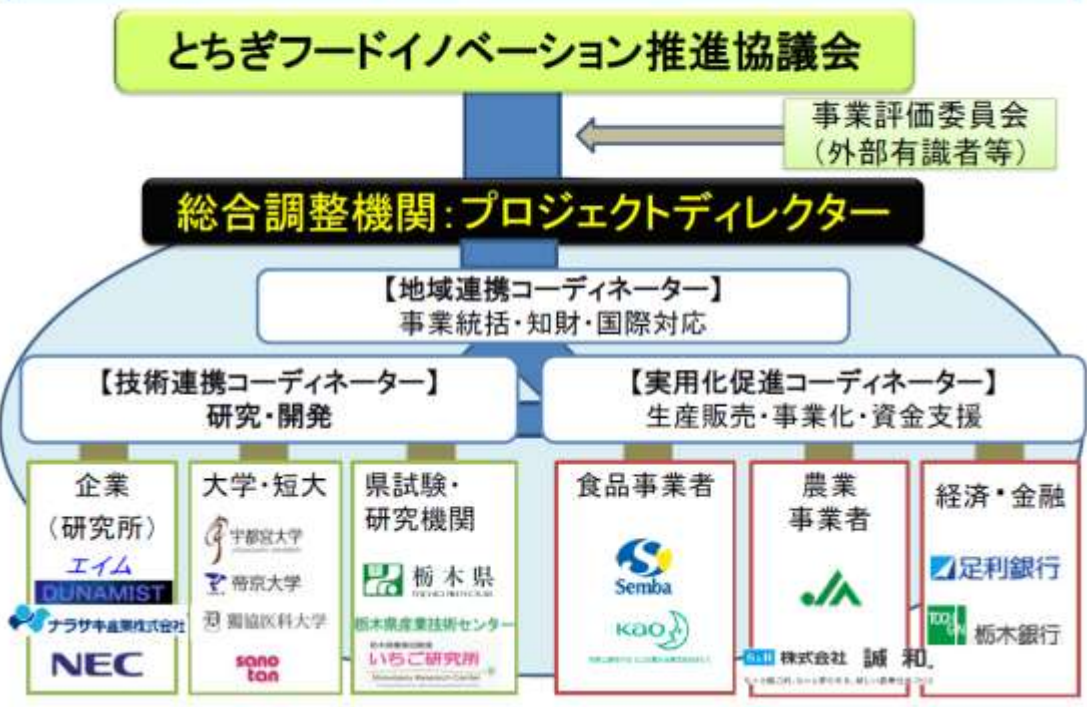 とちぎフードイノベーション推進協議会
事業評価委員会
（外部有識者等）
総合調整機関：プロジェクトディレクター
【地域連携コーディネーター】
事業統括・知財・国際対応
【技術連携コーディネーター】
研究・開発
【実用化促進コーディネーター】
生産販売・事業化・資金支援
企業
（研究所）
エイム
DUNAMIST
ナラサキ産業株式会社
NEC
大学・短大
宇都宮大学
帝京大学
獨協医科大学
sano
tan
県試験・
研究機関
栃木県
栃木県産業技術センター
いちご研究所
食品事業者
Semba
kao
農業
事業者
JA
株式会社 誠和.
経済・金融
足利銀行
栃木銀行